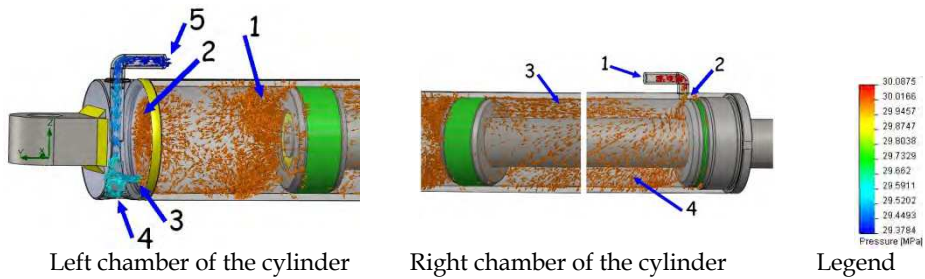 5
1
2
3
4
Z
Y
X
Left chamber of the cylinder
1
2
3
4
Right chamber of the cylinder
30.0875
30.0166
29.9456
29.8747
29.8038
29.7329
29.6620
29.5911
29.5202
29.4493
29.3784
Pressure [MPa]
Legend